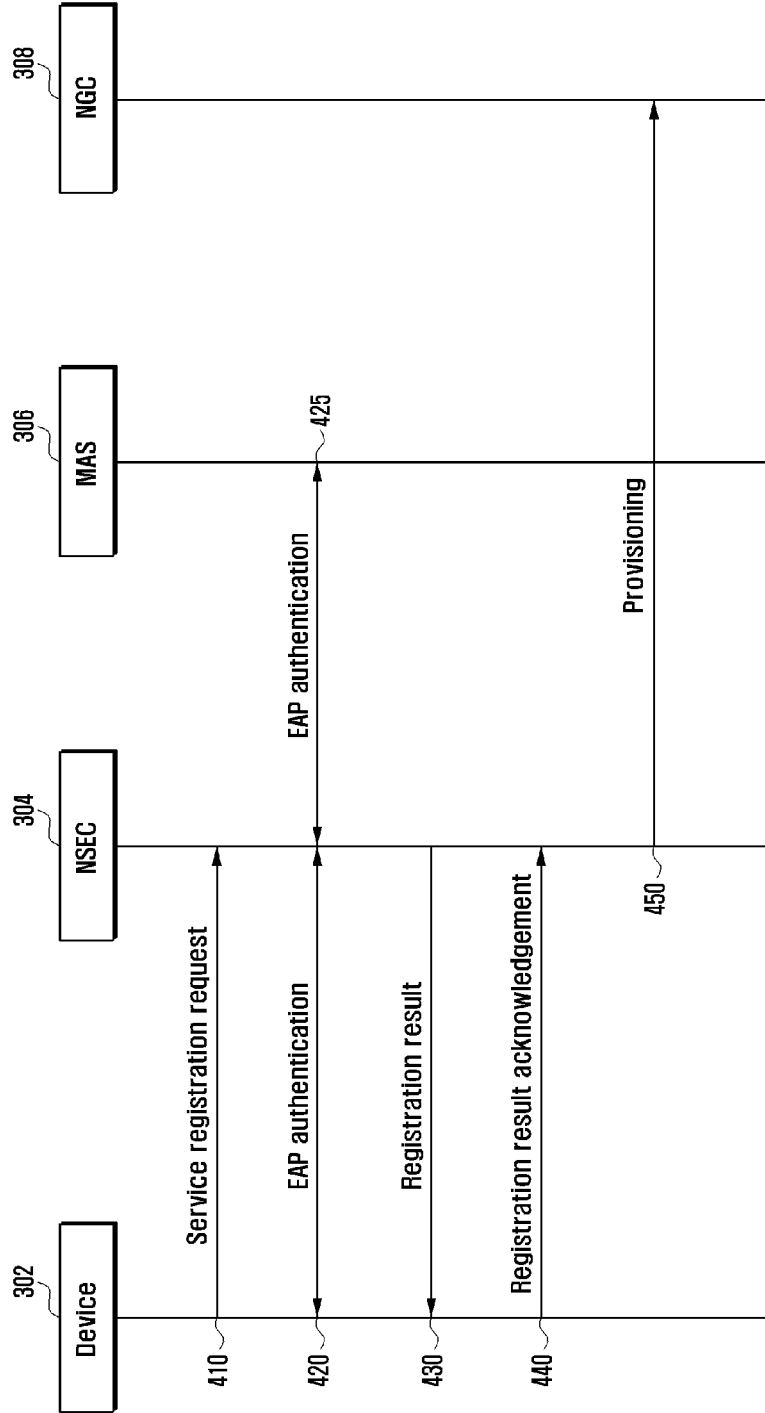 302
304
306
308
Device
NSEC
MAS
NGC
Service registration request
410
EAP authentication
EAP authentication
420
425
Registration result
430
Registration result acknowledgement
440
Provisioning
450